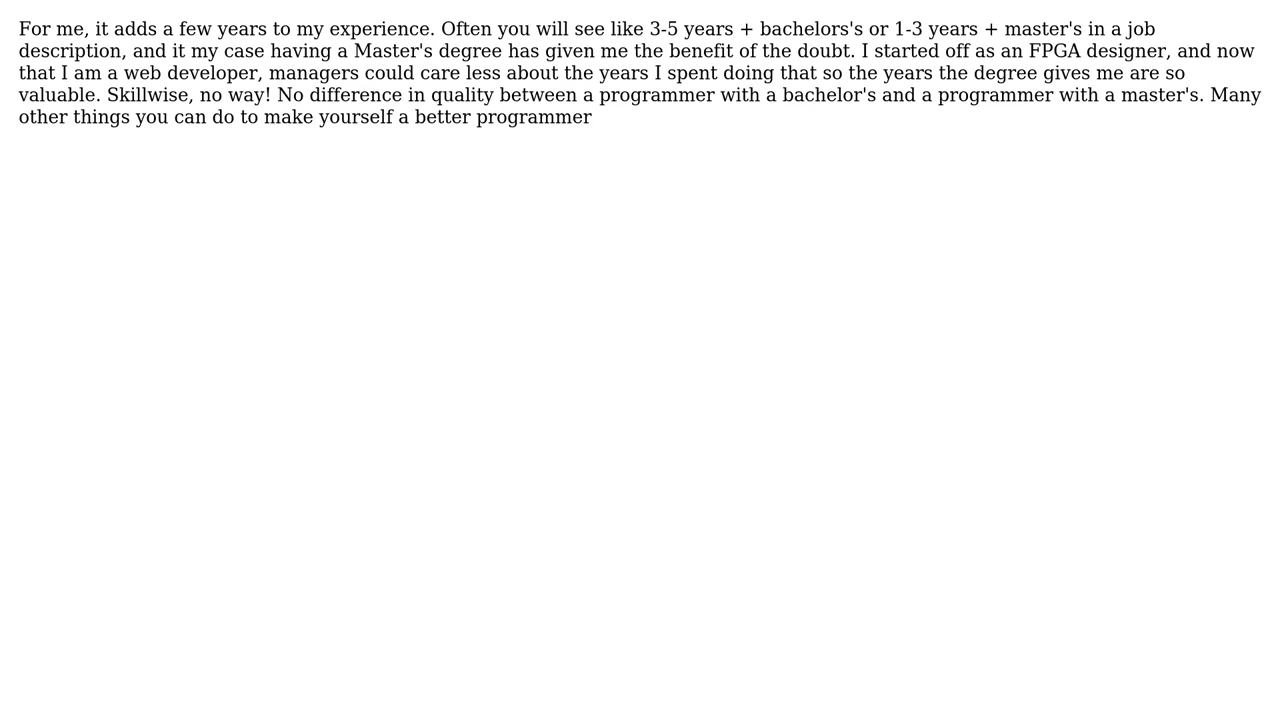 For me, it adds a few years to my experience. Often you will see like 3-5 years + bachelors's or 1-3 years + master's in a job
description, and it my case having a Master's degree has given me the benefit of the doubt. I started off as an FPGA designer, and now
that I am a web developer, managers could care less about the years I spent doing that so the years the degree gives me are so
valuable. Skillwise, no way! No difference in quality between a programmer with a bachelor's and a programmer with a master's. Many
other things you can do to make yourself a better programmer